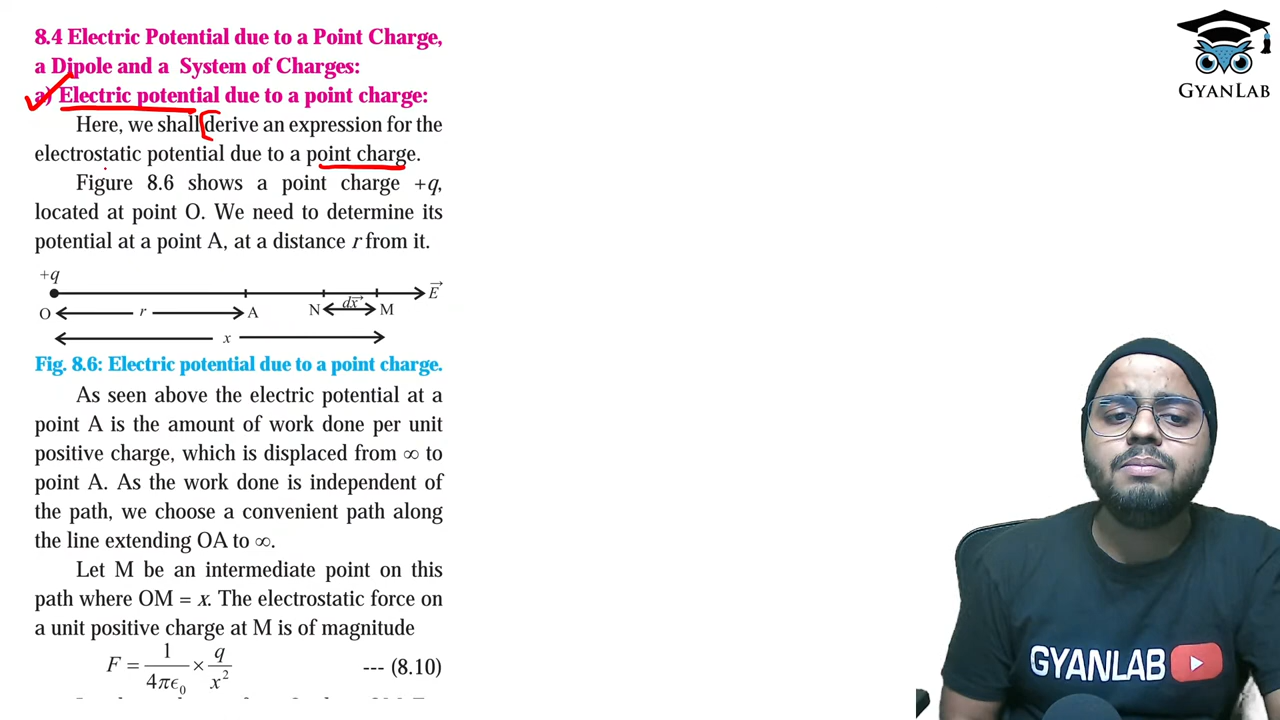 8.4 Electric Potential due to a Point Charge,
a Dipole and a System of Charges:
a) Electric potential due to a point charge:
Here, we shall derive an expression for the
electrostatic potential due to a point charge.
Figure 8.6 shows a point charge +q,
located at point O. We need to determine its
potential at a point A, at a distance r from it.
+q
E⃗
O r A N dx⃗ M
x
Fig. 8.6: Electric potential due to a point charge.
As seen above the electric potential at a
point A is the amount of work done per unit
positive charge, which is displaced from ∞ to
point A. As the work done is independent of
the path, we choose a convenient path along
the line extending OA to ∞.
Let M be an intermediate point on this
path where OM = x. The electrostatic force on
a unit positive charge at M is of magnitude
F = 1/4πϵ₀ × q/x² --- (8.10)
GYANLAB
GYANLAB